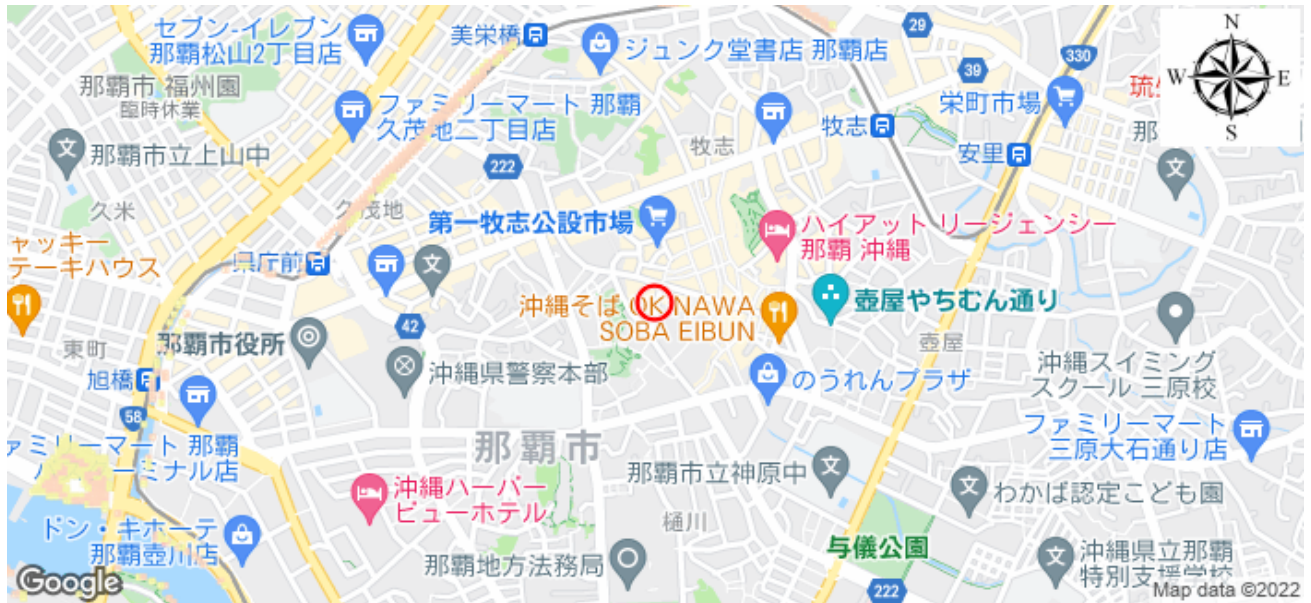 セブン-イレブン
那覇松山2丁目店
美栄橋
ジュンク堂書店 那覇店
29
330
N
W
E
S
那覇市 福州園
臨時休業
39
栄町市場
琉
ファミリーマート 那覇
久茂地二丁目店
牧志
牧志
安里
那
那覇市立上山中
222
久米
久茂地
第一牧志公設市場
ハイアット リージェンシー
那覇 沖縄
ャッキー
テーキハウス
県庁前
沖縄そば OKINAWA
SOBA EIBUN
壺屋やちむん通り
42
那覇市役所
東町
壺屋
沖縄県警察本部
沖縄スイミング
スクール 三原校
旭橋
のうれんプラザ
58
ファミリーマート 那覇
ーミナル店
那覇市
ファミリーマート
三原大石通り店
那覇市立神原中
沖縄ハーバー
ビューホテル
わかば認定こども園
樋川
ドン・キホーテ
那覇壺川店
与儀公園
那覇地方法務局
沖縄県立那覇
特別支援学校
222
Google
Map data ©2022